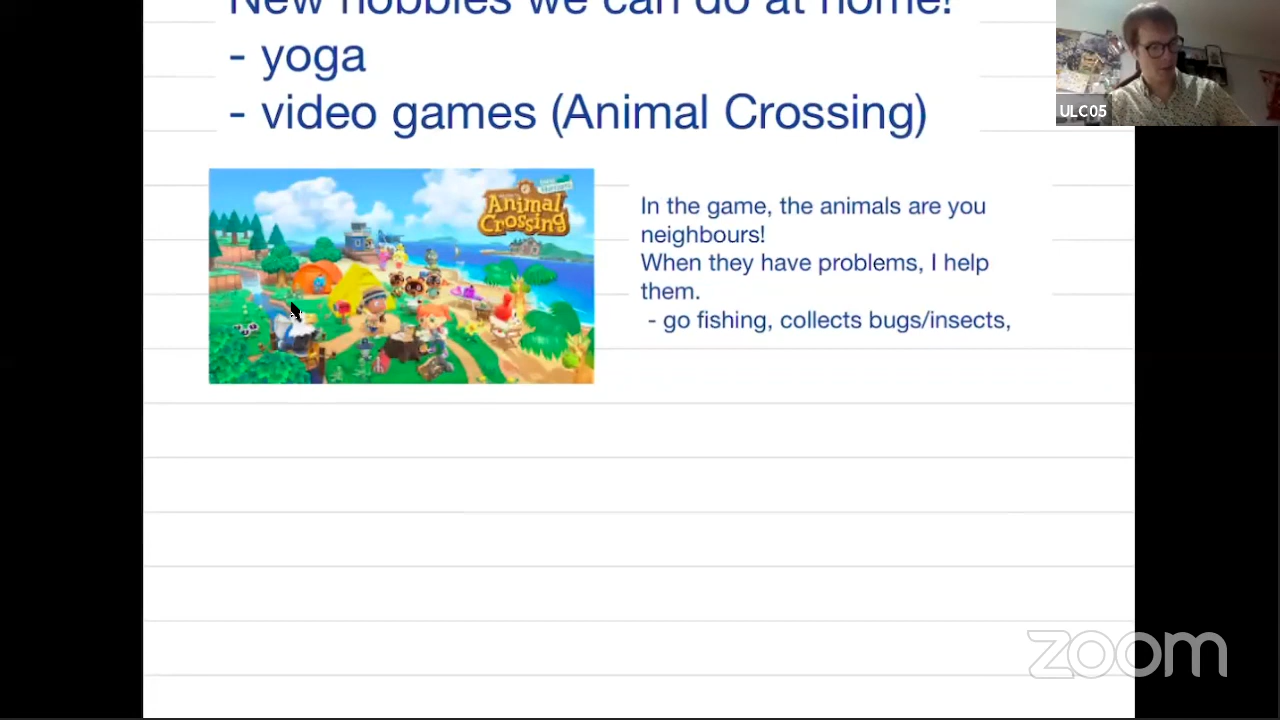 New hobbies we can do at home!
- yoga
- video games (Animal Crossing)
ULC05
Animal
Crossing
In the game, the animals are you
neighbours!
When they have problems, I help
them.
- go fishing, collects bugs/insects,
zoom